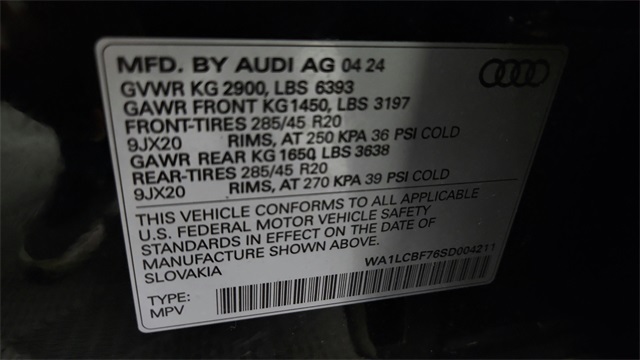 MFD. BY AUDI AG 04 24
GVWR KG 2900, LBS 6393
GAWR FRONT KG 1450, LBS 3197
FRONT-TIRES 285/45 R20
9JX20 RIMS, AT 250 KPA 36 PSI COLD
GAWR REAR KG 1650, LBS 3638
REAR-TIRES 285/45 R20
9JX20 RIMS, AT 270 KPA 39 PSI COLD
THIS VEHICLE CONFORMS TO ALL APPLICABLE
U.S. FEDERAL MOTOR VEHICLE SAFETY
STANDARDS IN EFFECT ON THE DATE OF
MANUFACTURE SHOWN ABOVE.
SLOVAKIA
WA1LCBF76SD004211
TYPE:
MPV